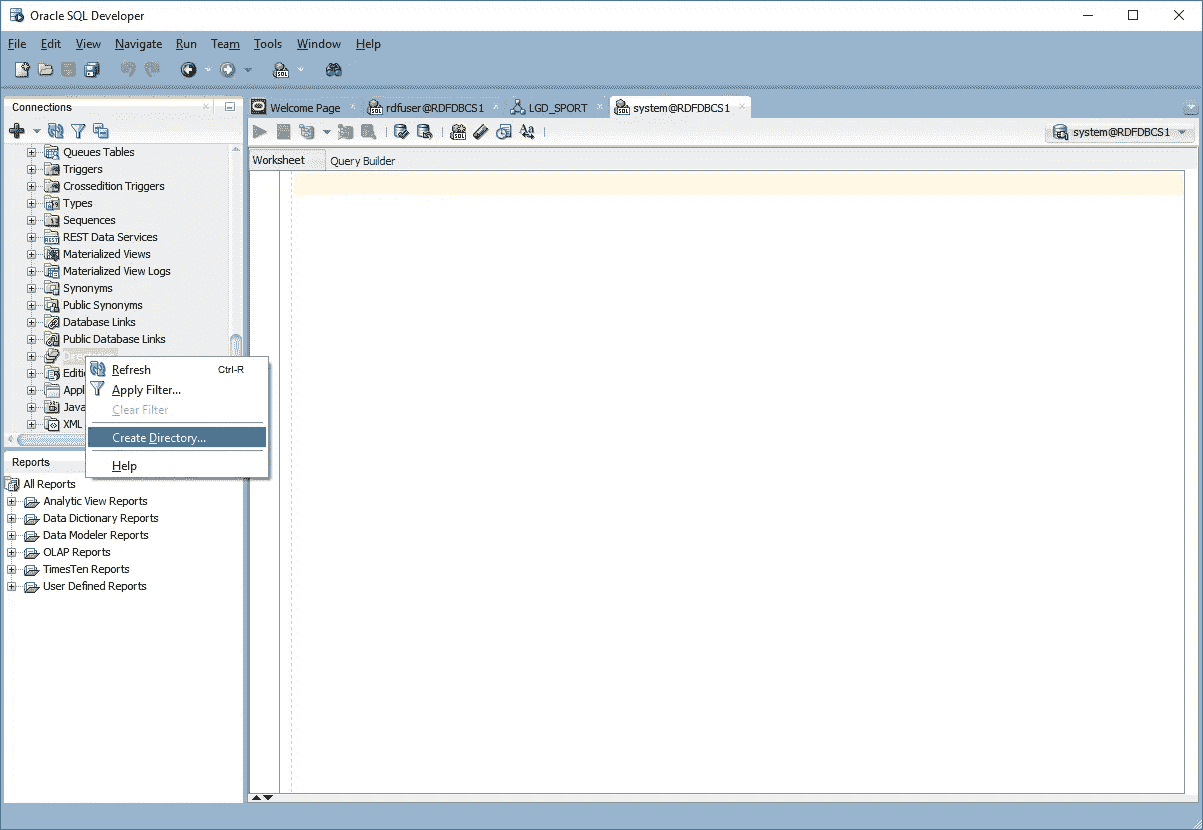 Oracle SQL Developer
File Edit View Navigate Run Team Tools Window Help
Connections
Welcome Page
rdfuser@RDFDBCS1
LGD_SPORT
system@RDFDBCS1
system@RDFDBCS1
Worksheet
Query Builder
Queues Tables
Triggers
Crossedition Triggers
Types
Sequences
REST Data Services
Materialized Views
Materialized View Logs
Synonyms
Public Synonyms
Database Links
Public Database Links
Editi
Appl
Java
XML
Refresh Ctrl-R
Apply Filter...
Clear Filter
Create Directory...
Help
Reports
All Reports
Analytic View Reports
Data Dictionary Reports
Data Modeler Reports
OLAP Reports
TimesTen Reports
User Defined Reports